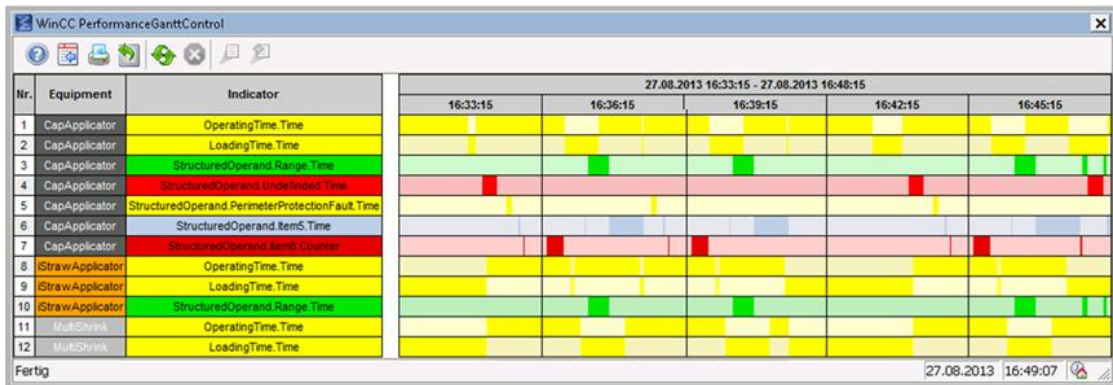 WinCC PerformanceGanttControl
Nr. Equipment Indicator 27.08.2013 16:33:15 - 27.08.2013 16:48:15
16:33:15 16:36:15 16:39:15 16:42:15 16:45:15
1 CapApplicator OperatingTime.Time
2 CapApplicator LoadingTime.Time
3 CapApplicator StructuredOperand.Range.Time
4 CapApplicator StructuredOperand.Undefinded.Time
5 CapApplicator StructuredOperand.PerimeterProtectionFault.Time
6 CapApplicator StructuredOperand.Item5.Time
7 CapApplicator StructuredOperand.Item8.Counter
8 iStrawApplicator OperatingTime.Time
9 iStrawApplicator LoadingTime.Time
10 iStrawApplicator StructuredOperand.Range.Time
11 MultiShrink OperatingTime.Time
12 MultiShrink LoadingTime.Time
Fertig 27.08.2013 16:49:07